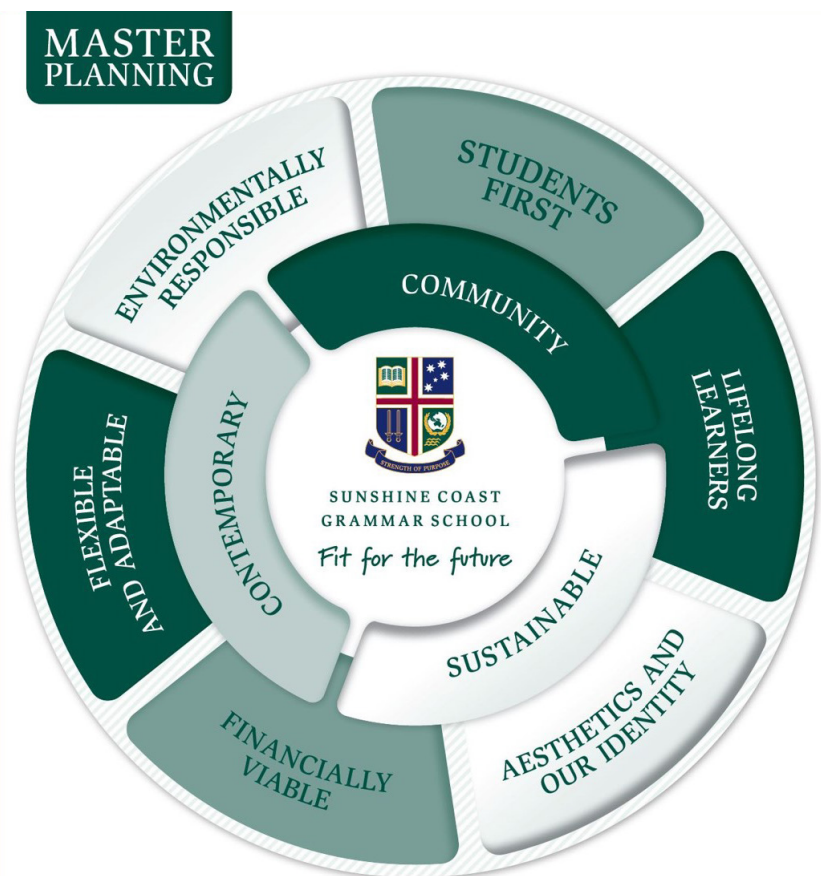 MASTER
PLANNING
STUDENTS
FIRST
LIFELONG
LEARNERS
AESTHETICS AND
OUR IDENTITY
FINANCIALLY
VIABLE
FLEXIBLE
AND ADAPTABLE
ENVIRONMENTALLY
RESPONSIBLE
COMMUNITY
SUSTAINABLE
CONTEMPORARY
STRENGTH OF PURPOSE
SUNSHINE COAST
GRAMMAR SCHOOL
Fit for the future